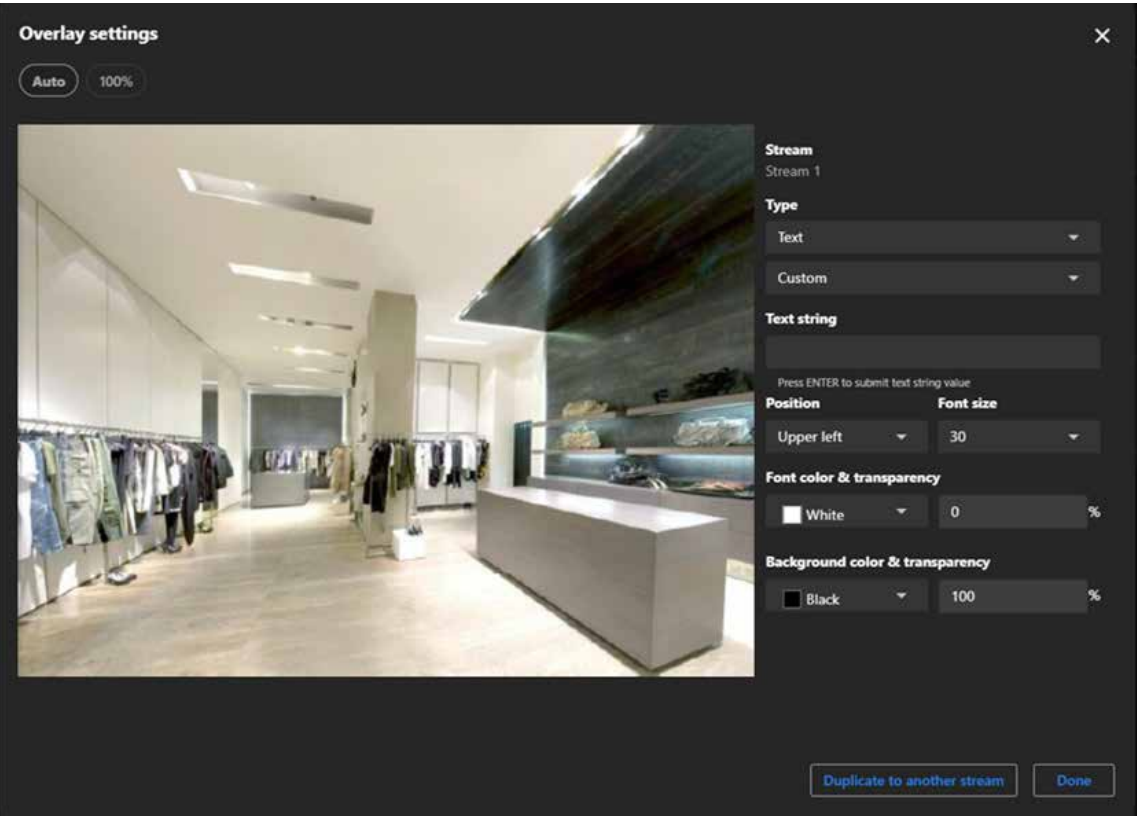 Overlay settings
Auto 100%
Stream
Stream 1
Type
Text
Custom
Text string
Press ENTER to submit text string value
Position Font size
Upper left 30
Font color & transparency
White 0 %
Background color & transparency
Black 100 %
Duplicate to another stream Done